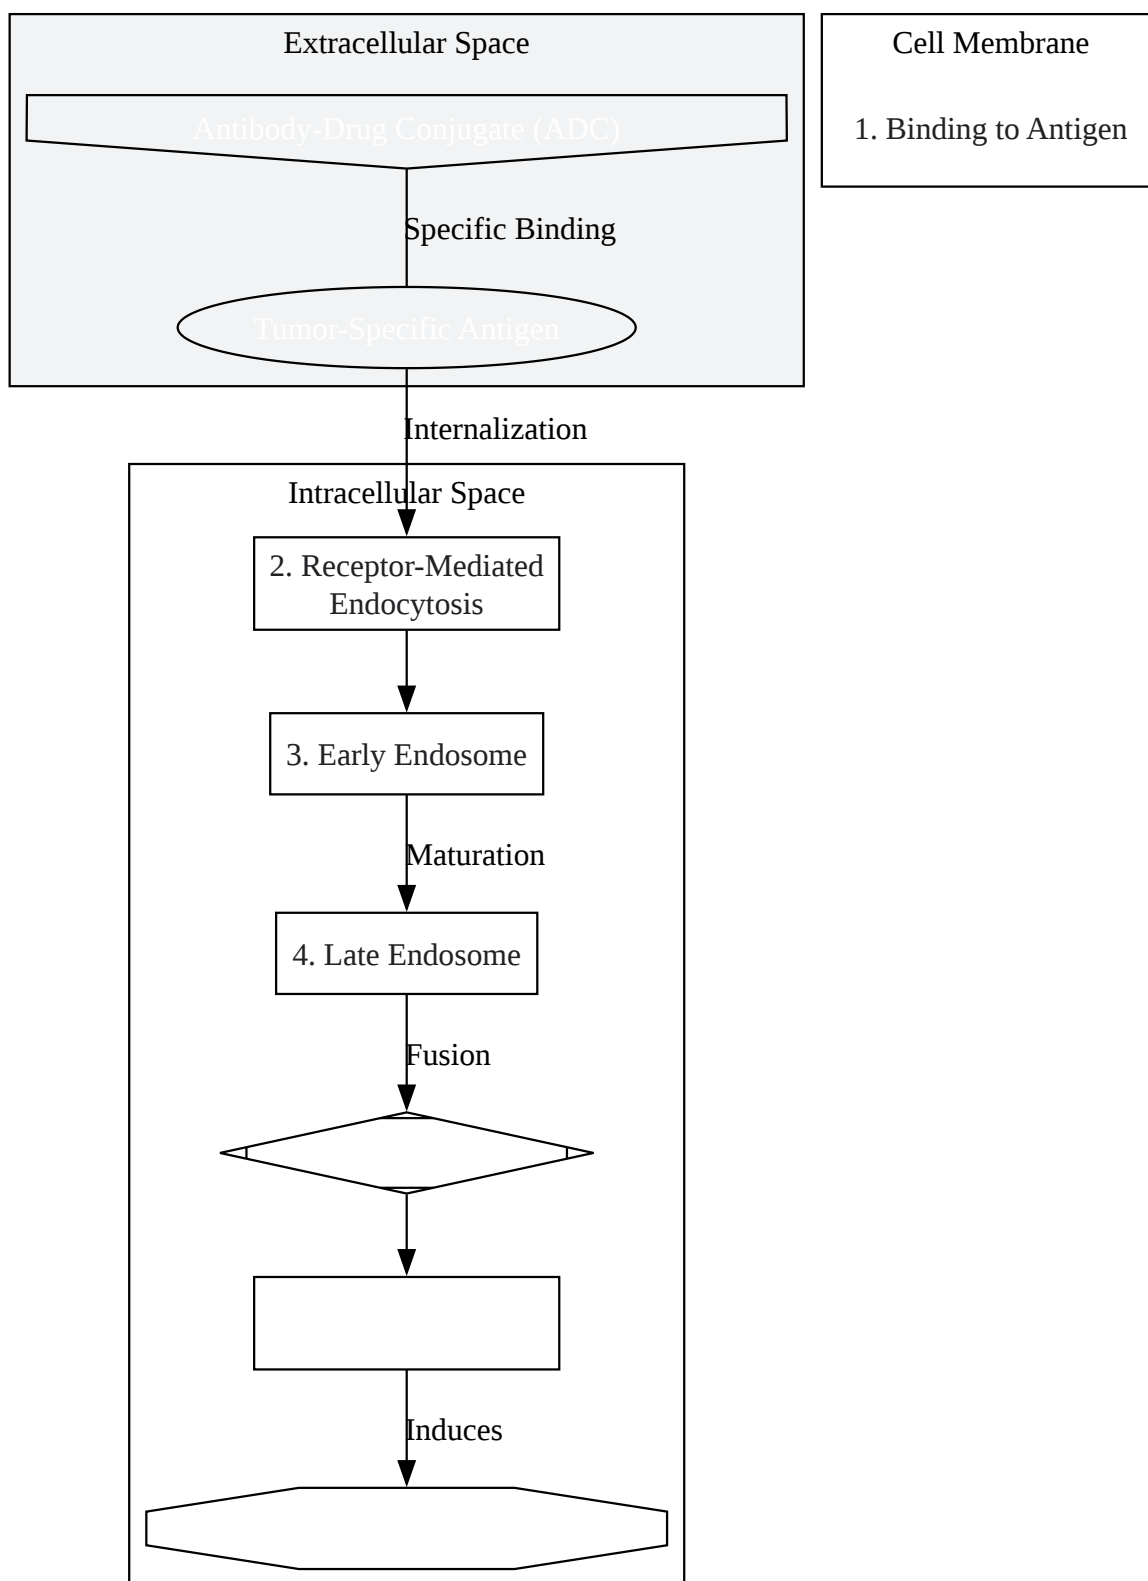 Extracellular Space
Antibody-Drug Conjugate (ADC)
Specific Binding
Tumor-Specific Antigen
Cell Membrane
1. Binding to Antigen
Internalization
Intracellular Space
2. Receptor-Mediated
Endocytosis
3. Early Endosome
Maturation
4. Late Endosome
Fusion
Induces